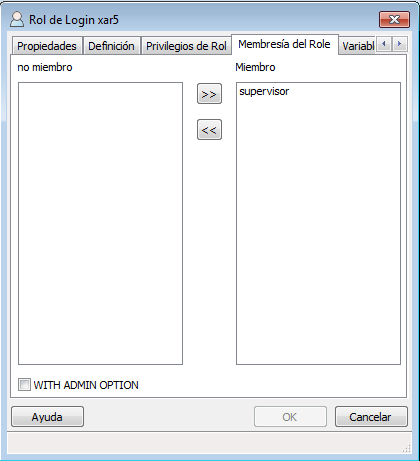 Rol de Login xar5
Propiedades Definición Privilegios de Rol Membresía del Role Variabl
no miembro Miembro
>> supervisor
<<
WITH ADMIN OPTION
Ayuda OK Cancelar